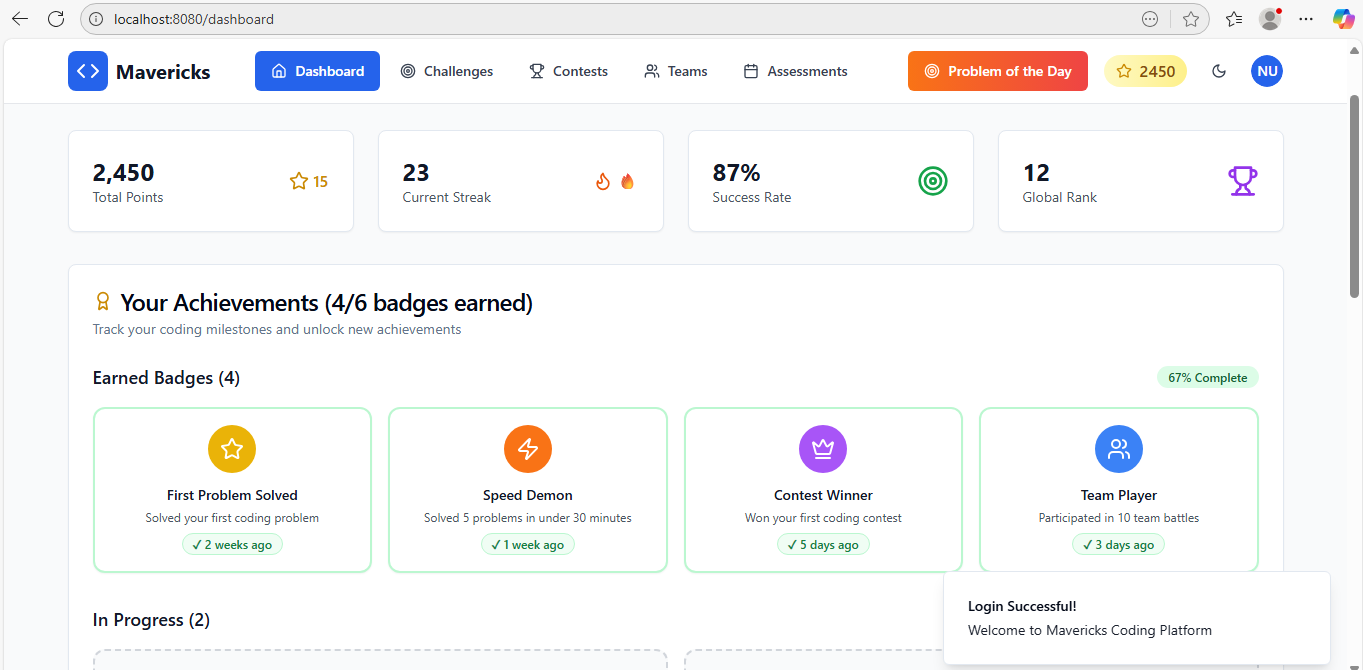 localhost:8080/dashboard
Mavericks
Dashboard
Challenges
Contests
Teams
Assessments
Problem of the Day
2450
NU
2,450
Total Points
15
23
Current Streak
87%
Success Rate
12
Global Rank
Your Achievements (4/6 badges earned)
Track your coding milestones and unlock new achievements
Earned Badges (4)
67% Complete
First Problem Solved
Solved your first coding problem
✓ 2 weeks ago
Speed Demon
Solved 5 problems in under 30 minutes
✓ 1 week ago
Contest Winner
Won your first coding contest
✓ 5 days ago
Team Player
Participated in 10 team battles
✓ 3 days ago
In Progress (2)
Login Successful!
Welcome to Mavericks Coding Platform